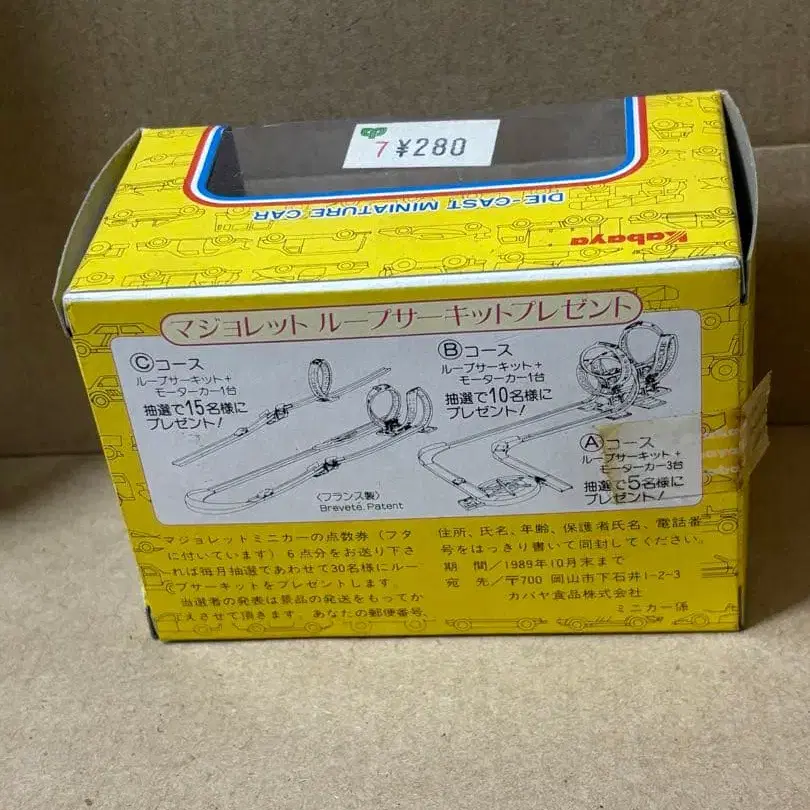 7 ¥280
DIE-CAST MINIATURE CAR
Kabaya
マジョレット ループサーキットプレゼント
Ⓒコース
ループサーキット+
モーターカー1台
抽選で15名様に
プレゼント!
Ⓑコース
ループサーキット+
モーターカー1台
抽選で10名様に
プレゼント!
Ⓐコース
ループサーキット+
モーターカー3台
抽選で5名様に
プレゼント!
〈フランス製〉
Breveté. Patent
マジョレットミニカーの点数券(フタ
に付いています)6点分をお送り下さ
れば毎月抽選であわせて30名様にルー
プサーキットをプレゼントします。
当選者の発表は景品の発送をもってか
えさせて頂きます。あなたの郵便番号、
住所、氏名、年齢、保護者氏名、電話番
号をはっきり書いて同封してください。
期 間/1989年10月末まで
宛 先/〒700 岡山市下石井1-2-3
カバヤ食品株式会社
ミニカー係